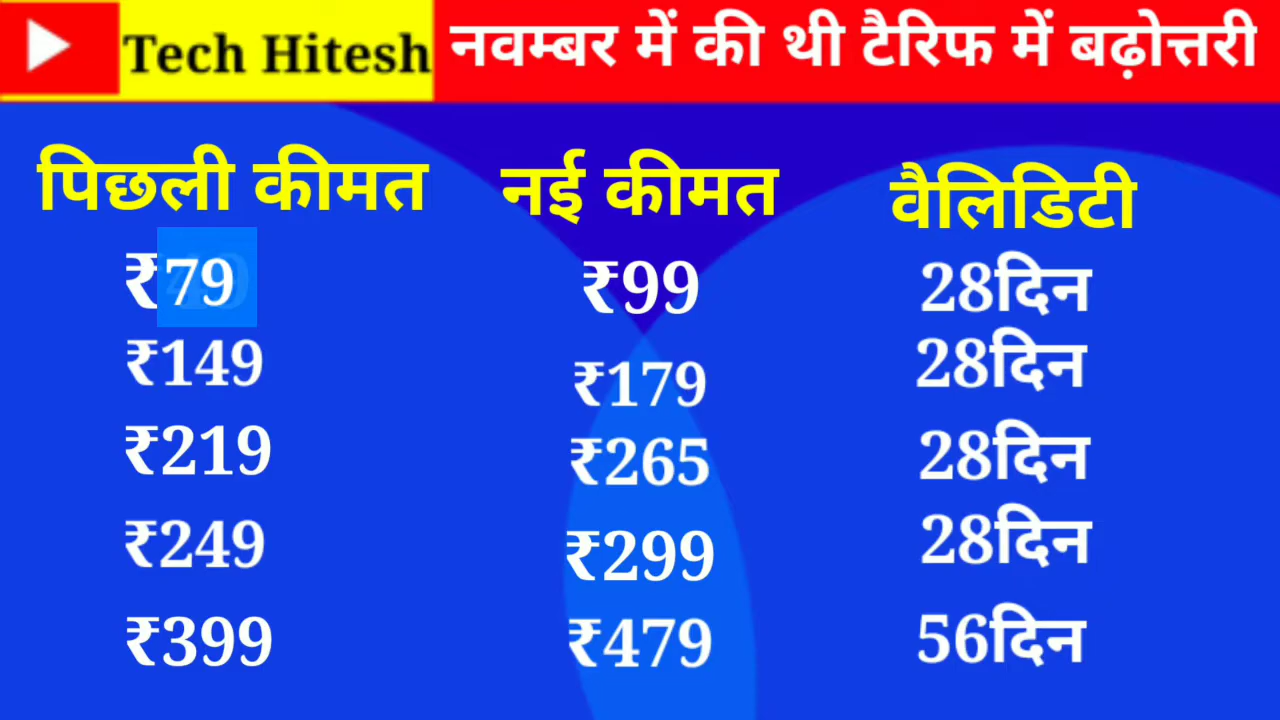 Tech Hitesh नवम्बर में की थी टैरिफ में बढ़ोत्तरी
पिछली कीमत नई कीमत वैलिडिटी
₹79 ₹99 28दिन
₹149 ₹179 28दिन
₹219 ₹265 28दिन
₹249 ₹299 28दिन
₹399 ₹479 56दिन